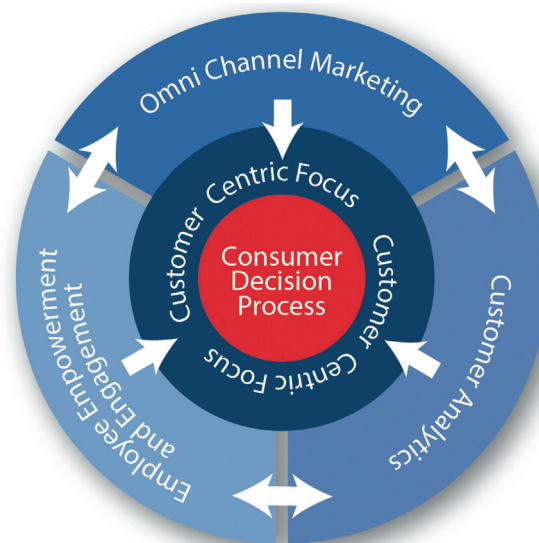 Omni Channel Marketing
Customer Centric Focus
Consumer
Decision
Process
Customer Centric Focus
Employee Empowerment
and Engagement
Customer Analytics